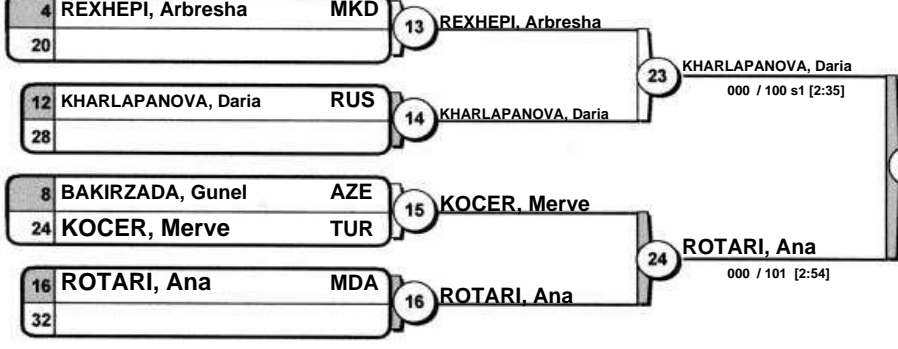 4 REXHEPI, Arbresha MKD
20
13 REXHEPI, Arbresha
12 KHARLAPANOVA, Daria RUS
28
14 KHARLAPANOVA, Daria
23 KHARLAPANOVA, Daria
000 / 100 s1 [2:35]
8 BAKIRZADA, Gunel AZE
24 KOCER, Merve TUR
15 KOCER, Merve
16 ROTARI, Ana MDA
32
16 ROTARI, Ana
24 ROTARI, Ana
000 / 101 [2:54]